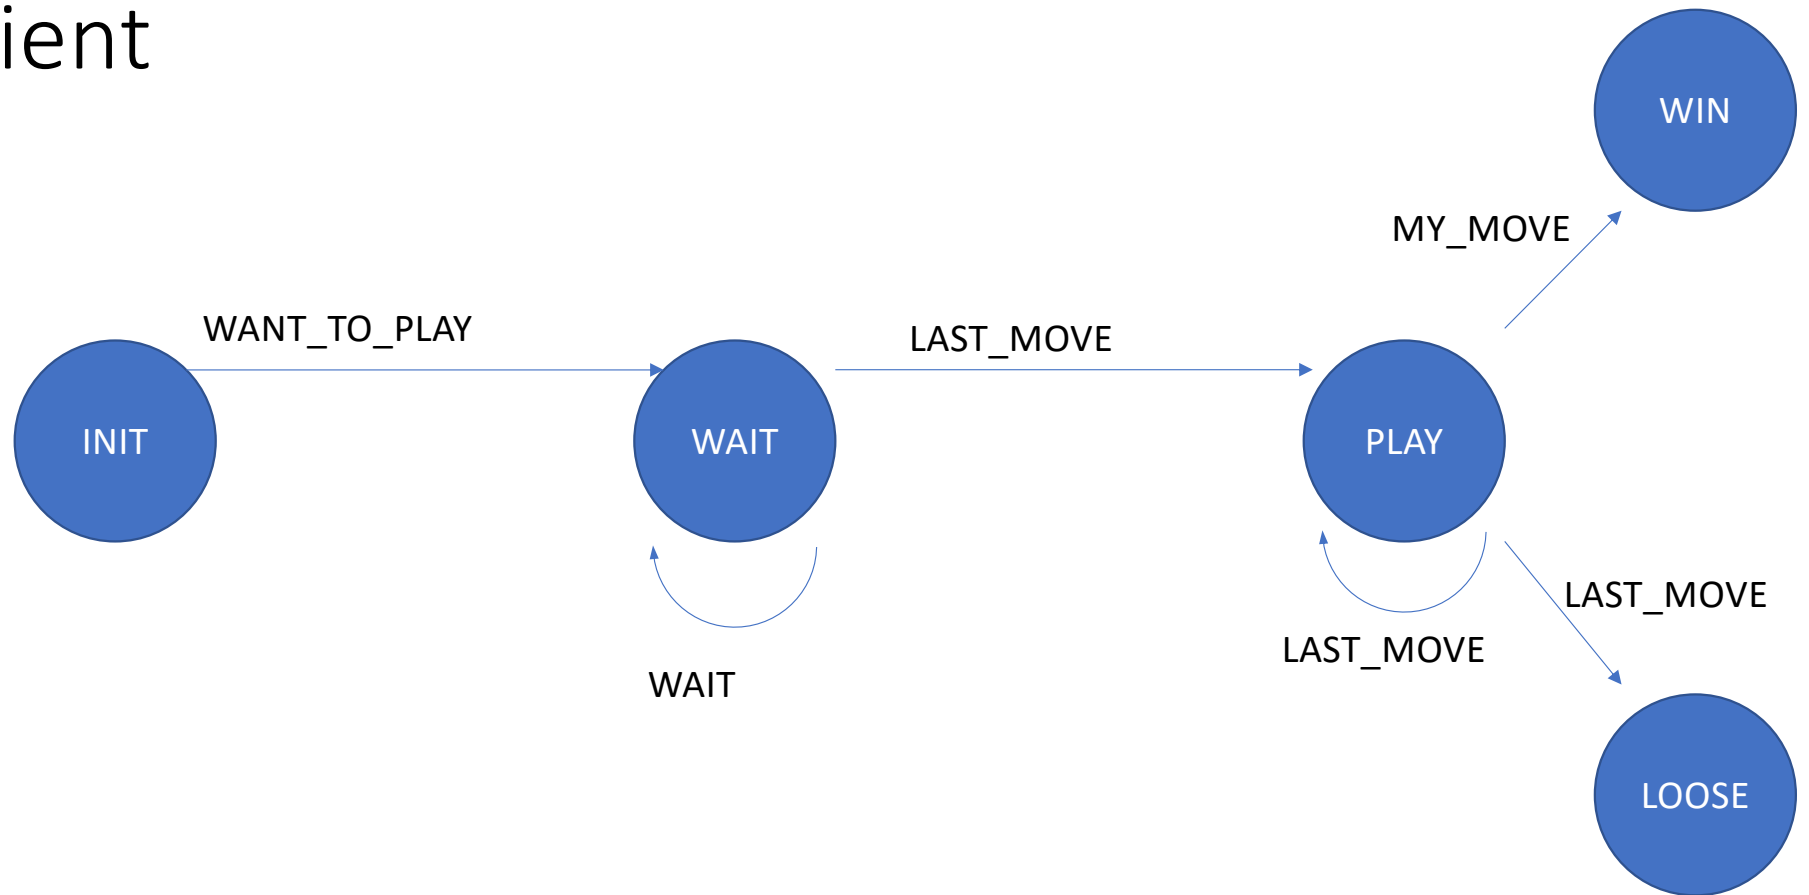 ient
WIN
MY_MOVE
WANT_TO_PLAY
LAST_MOVE
INIT
WAIT
PLAY
LAST_MOVE
LAST_MOVE
WAIT
LOOSE